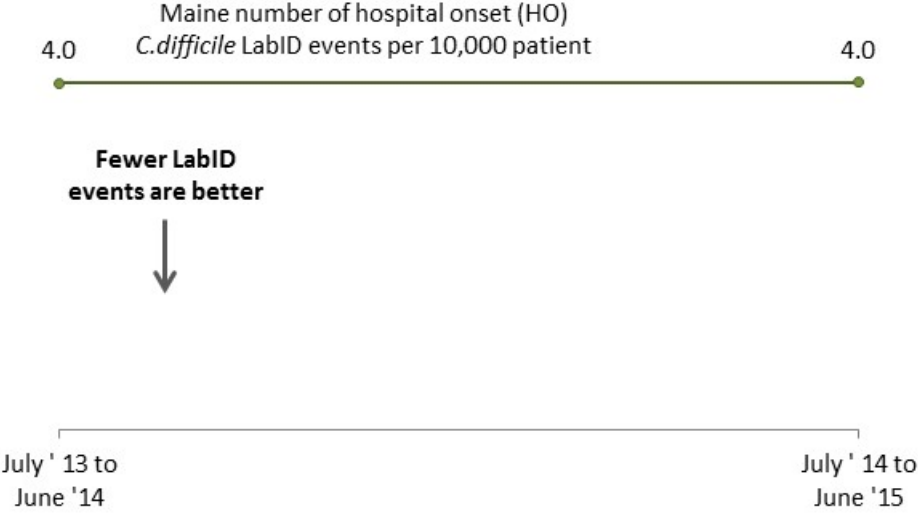 Maine number of hospital onset (HO)
C.difficile LabID events per 10,000 patient
4.0
4.0
Fewer LabID
events are better
July ' 13 to
June '14
July ' 14 to
June '15